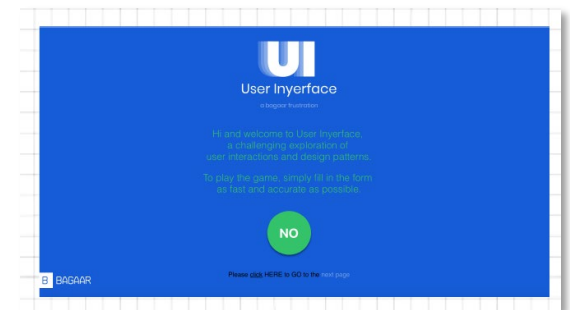 UI
User Inyerface
a bagaar frustration
Hi and welcome to User Inyerface,
a challenging exploration of
user interactions and design patterns.
To play the game, simply fill in the form
as fast and accurate as possible.
NO
Please click HERE to GO to the next page
B BAGAAR